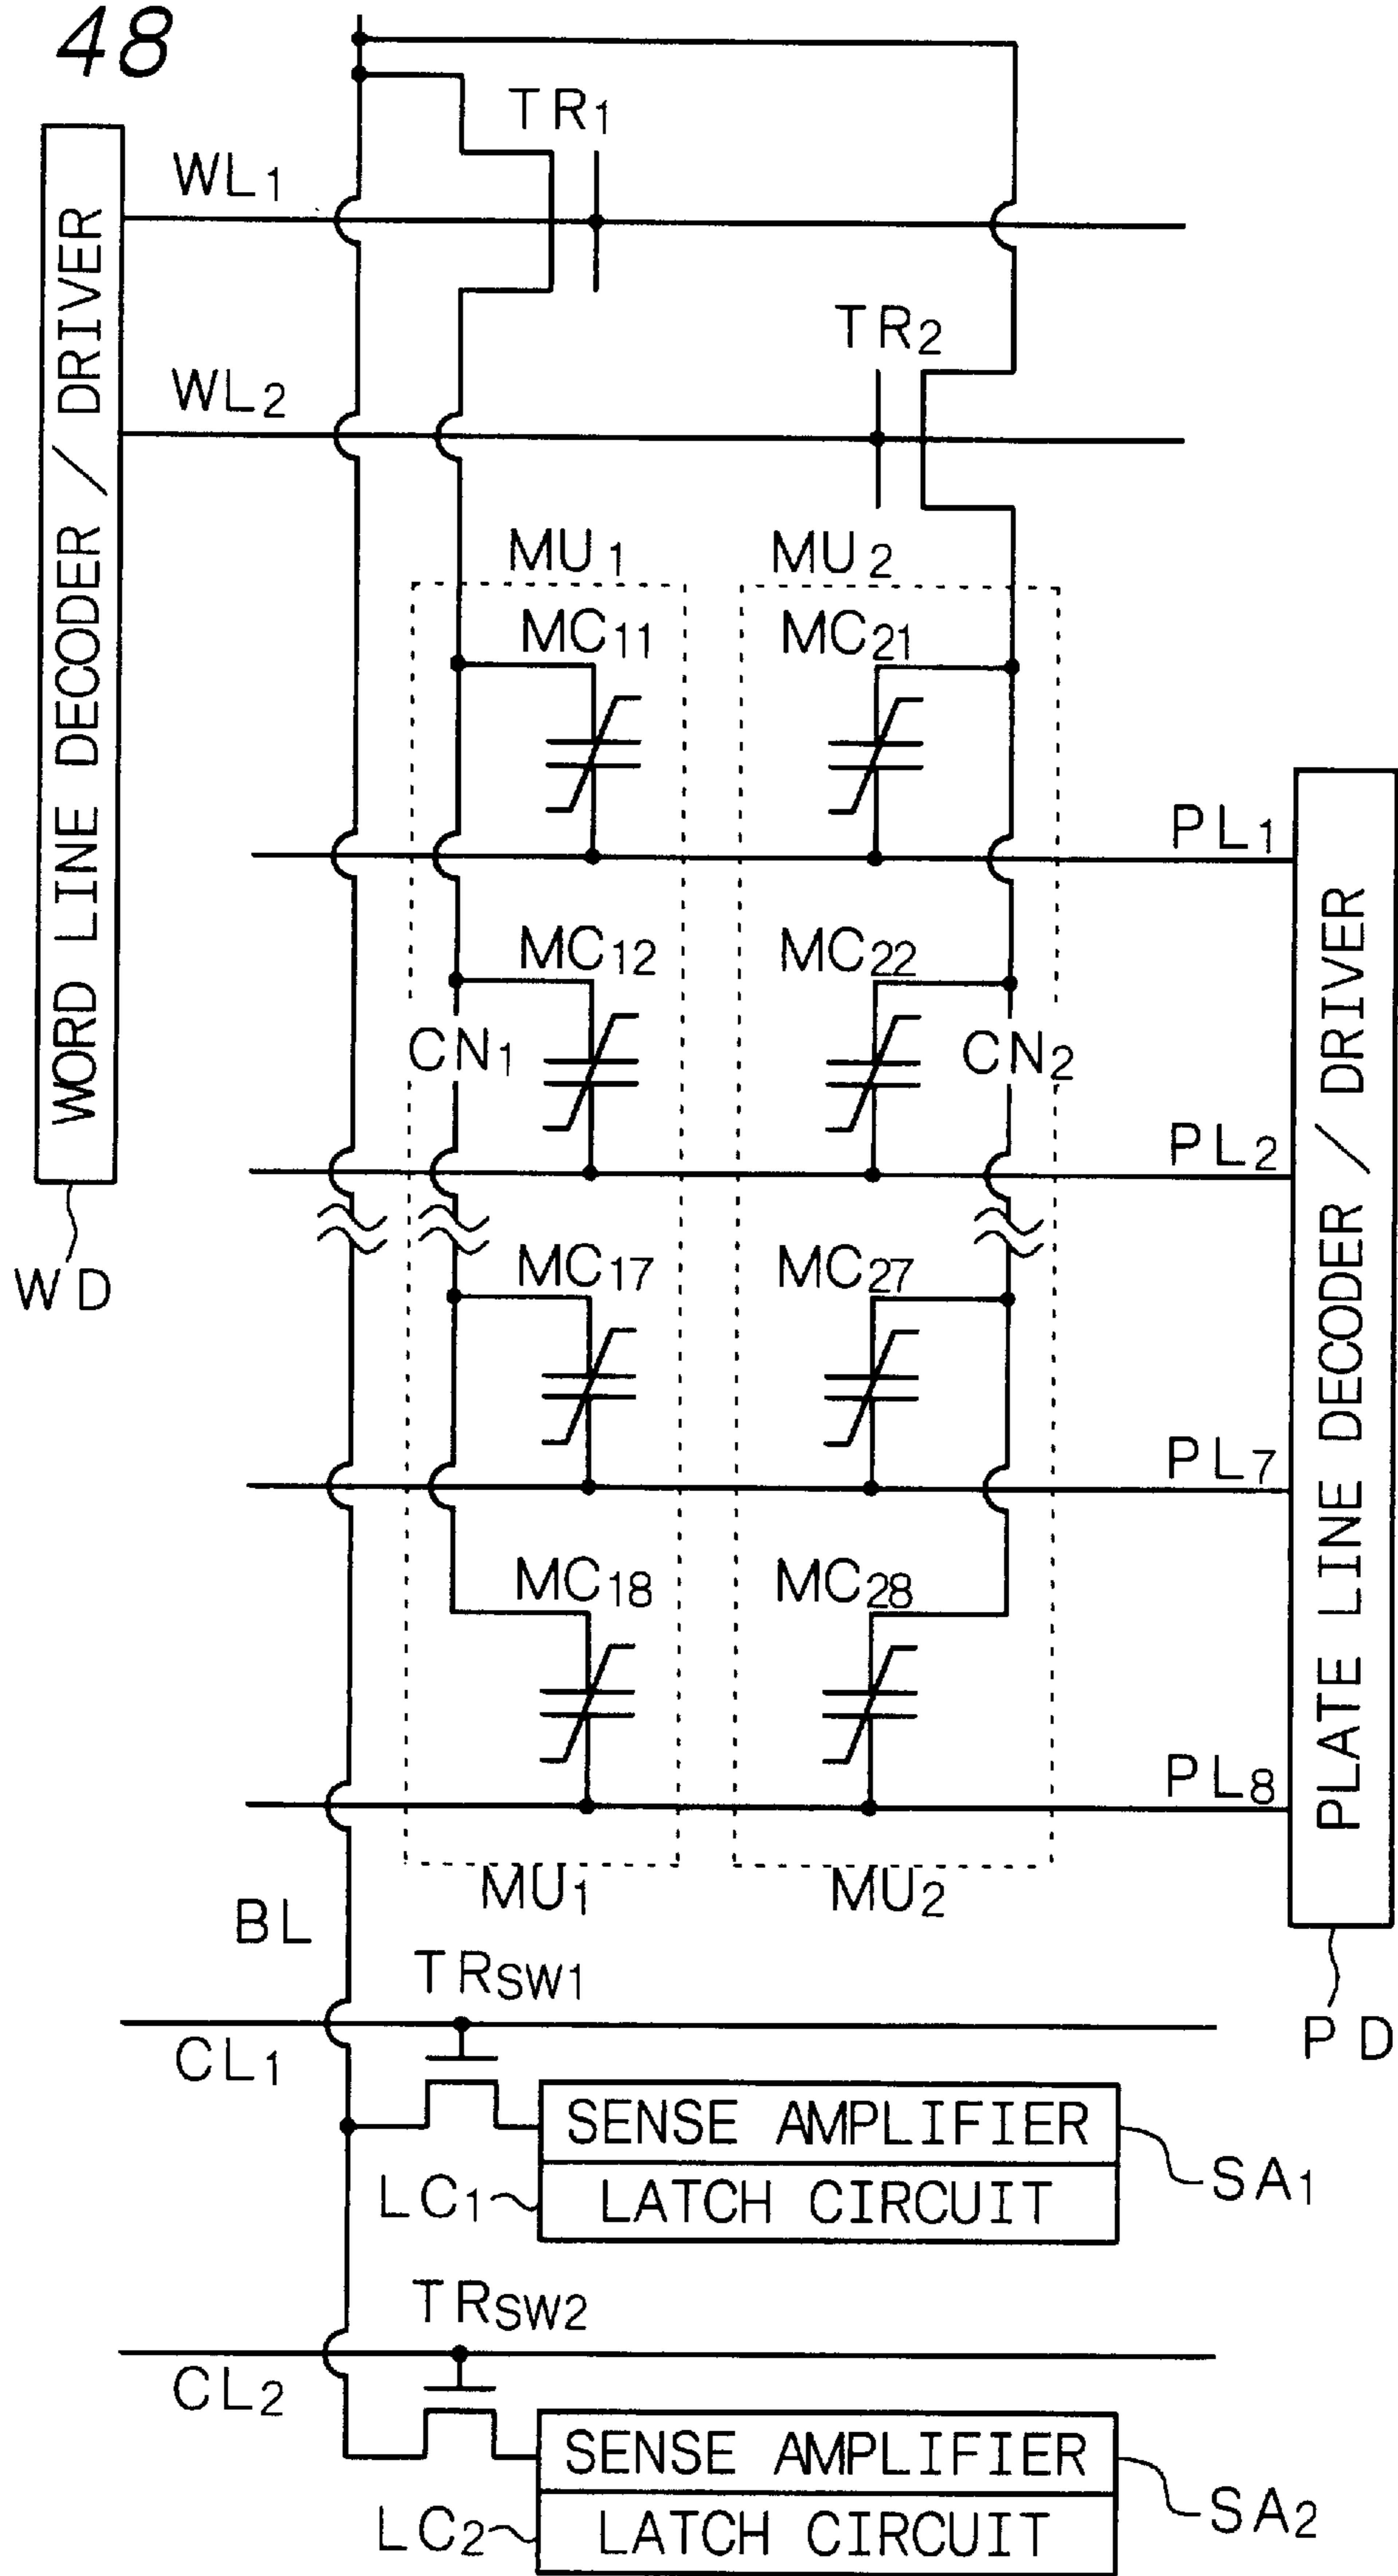 48
TR1
WL1
TR2
WL2
WORD LINE DECODER / DRIVER
MU1
MU2
MC11
MC21
PL1
MC12
MC22
CN1
CN2
PL2
WD
MC17
MC27
PLATE LINE DECODER / DRIVER
PL7
MC18
MC28
PL8
MU1
MU2
BL
TRSW1
PD
CL1
SENSE AMPLIFIER
SA1
LC1
LATCH CIRCUIT
TRSW2
CL2
SENSE AMPLIFIER
SA2
LC2
LATCH CIRCUIT